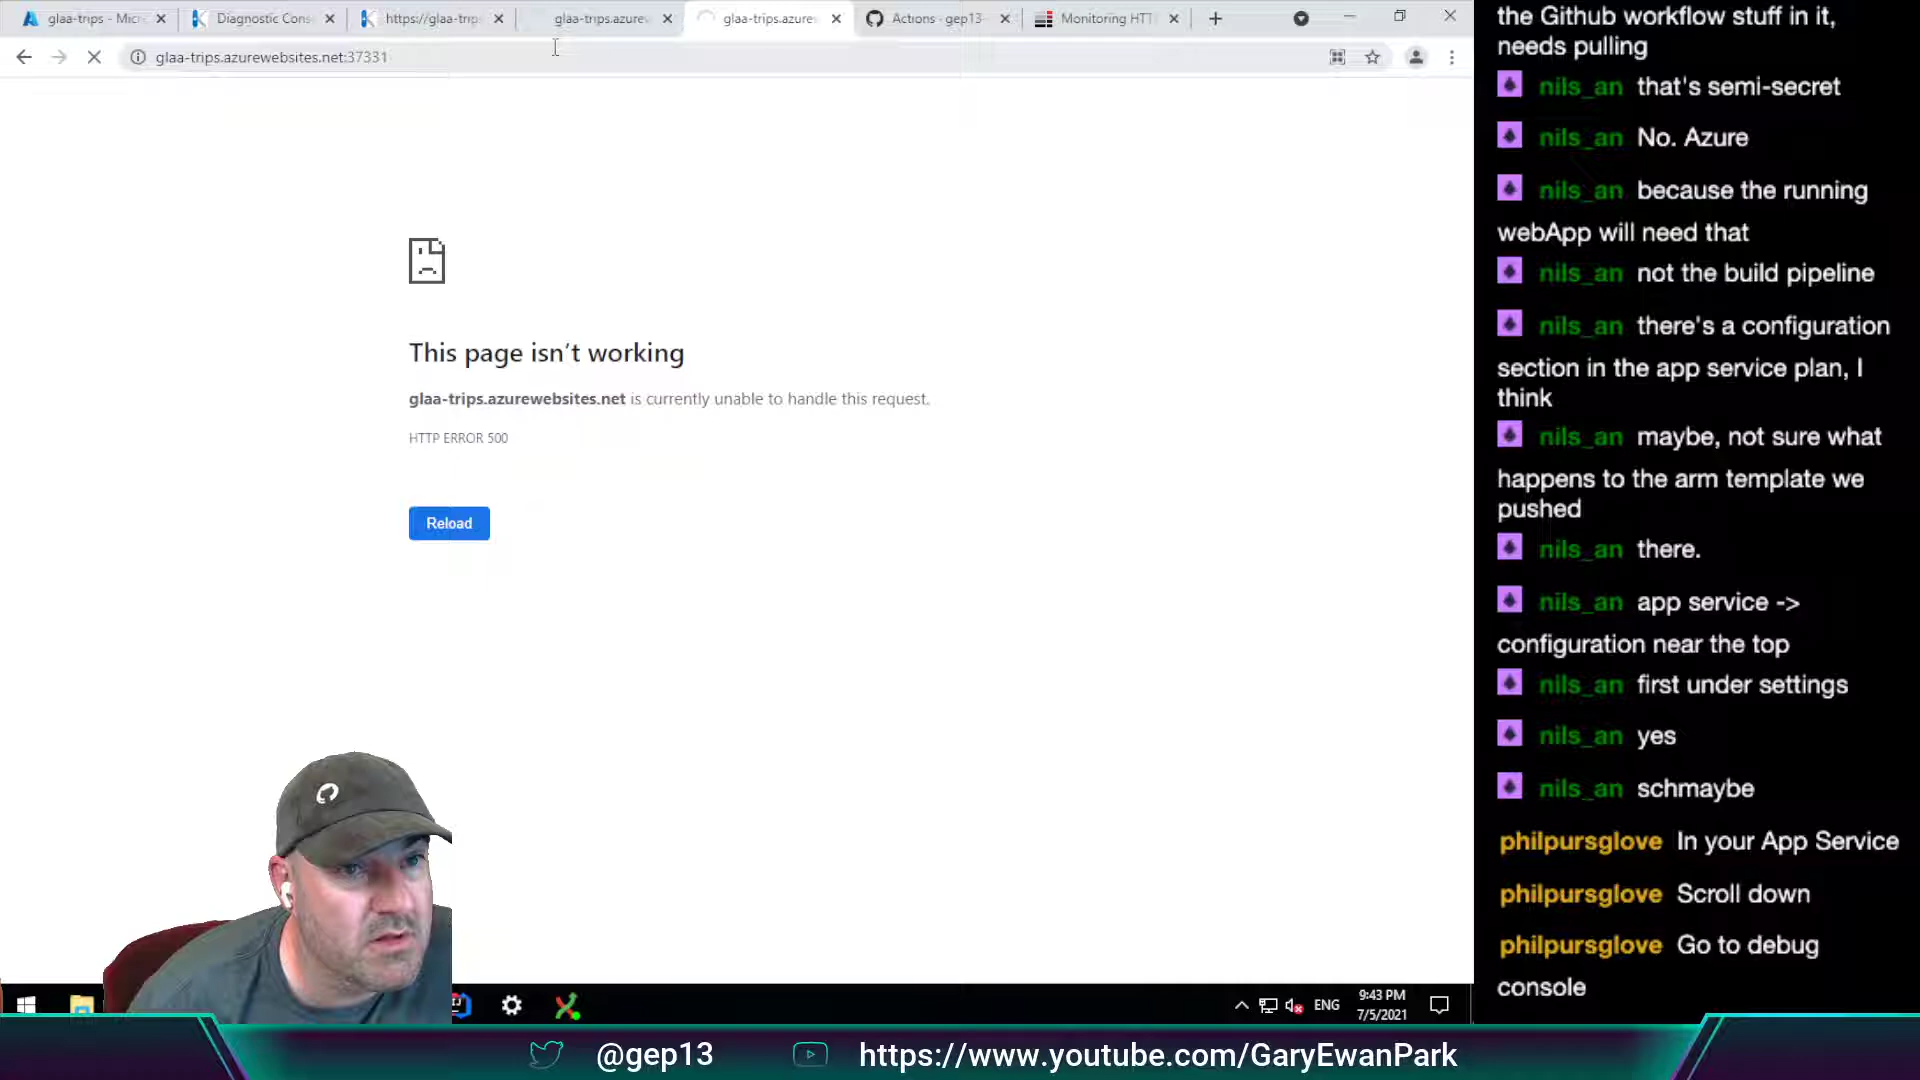 glaa-trips - Micr
Diagnostic Cons
https://glaa-trip
glaa-trips.azurew
glaa-trips.azurew
Actions · gep13
Monitoring HTT
glaa-trips.azurewebsites.net:37331
This page isn’t working
glaa-trips.azurewebsites.net is currently unable to handle this request.
HTTP ERROR 500
Reload
ENG
9:43 PM
7/5/2021
the Github workflow stuff in it,
needs pulling
nils_an that's semi-secret
nils_an No. Azure
nils_an because the running
webApp will need that
nils_an not the build pipeline
nils_an there's a configuration
section in the app service plan, I
think
nils_an maybe, not sure what
happens to the arm template we
pushed
nils_an there.
nils_an app service ->
configuration near the top
nils_an first under settings
nils_an yes
nils_an schmaybe
philpursglove In your App Service
philpursglove Scroll down
philpursglove Go to debug
console
@gep13
https://www.youtube.com/GaryEwanPark